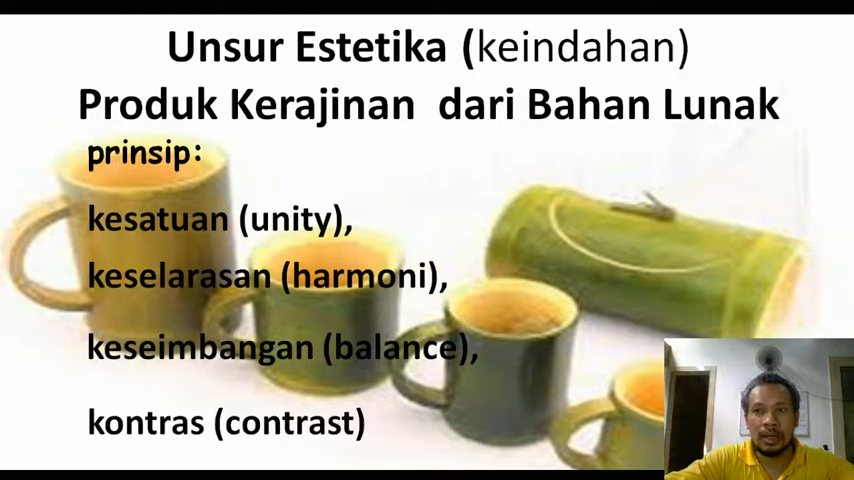 Unsur Estetika (keindahan)
Produk Kerajinan dari Bahan Lunak
prinsip:
kesatuan (unity),
keselarasan (harmoni),
keseimbangan (balance),
kontras (contrast)